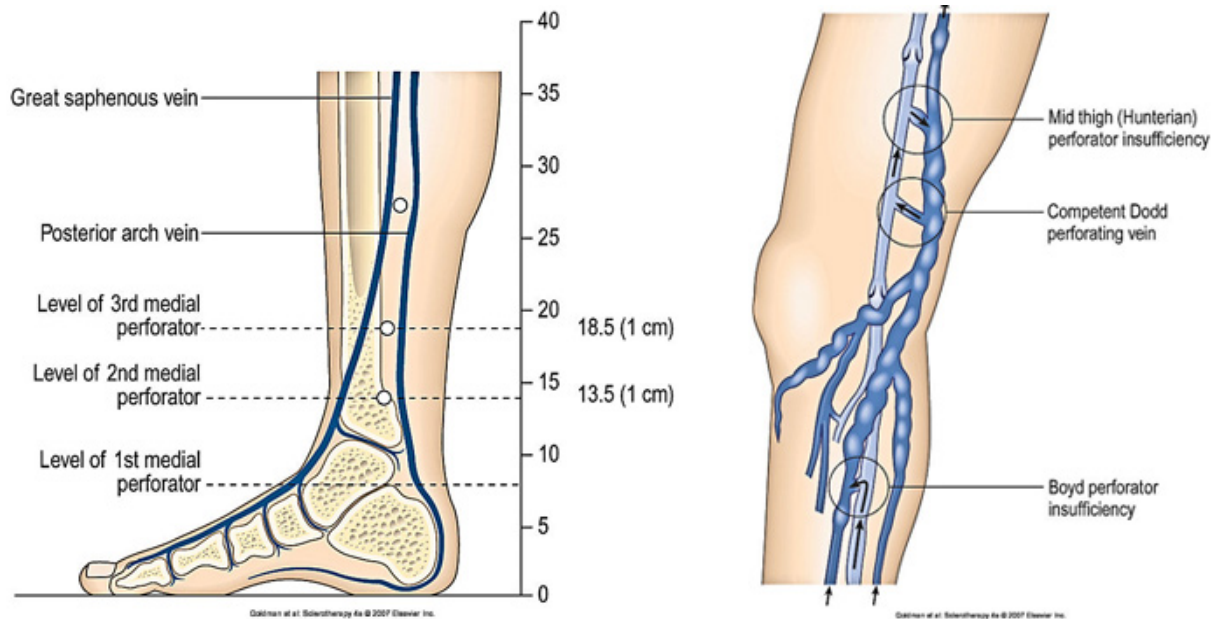 Great saphenous vein
Posterior arch vein
Level of 3rd medial
perforator
Level of 2nd medial
perforator
Level of 1st medial
perforator
40
35
30
25
20
15
10
5
0
18.5 (1 cm)
13.5 (1 cm)
Goldman et al: Sclerotherapy 4e © 2007 Elsevier Inc.
Mid thigh (Hunterian)
perforator insufficiency
Competent Dodd
perforating vein
Boyd perforator
insufficiency
Goldman et al: Sclerotherapy 4e © 2007 Elsevier Inc.